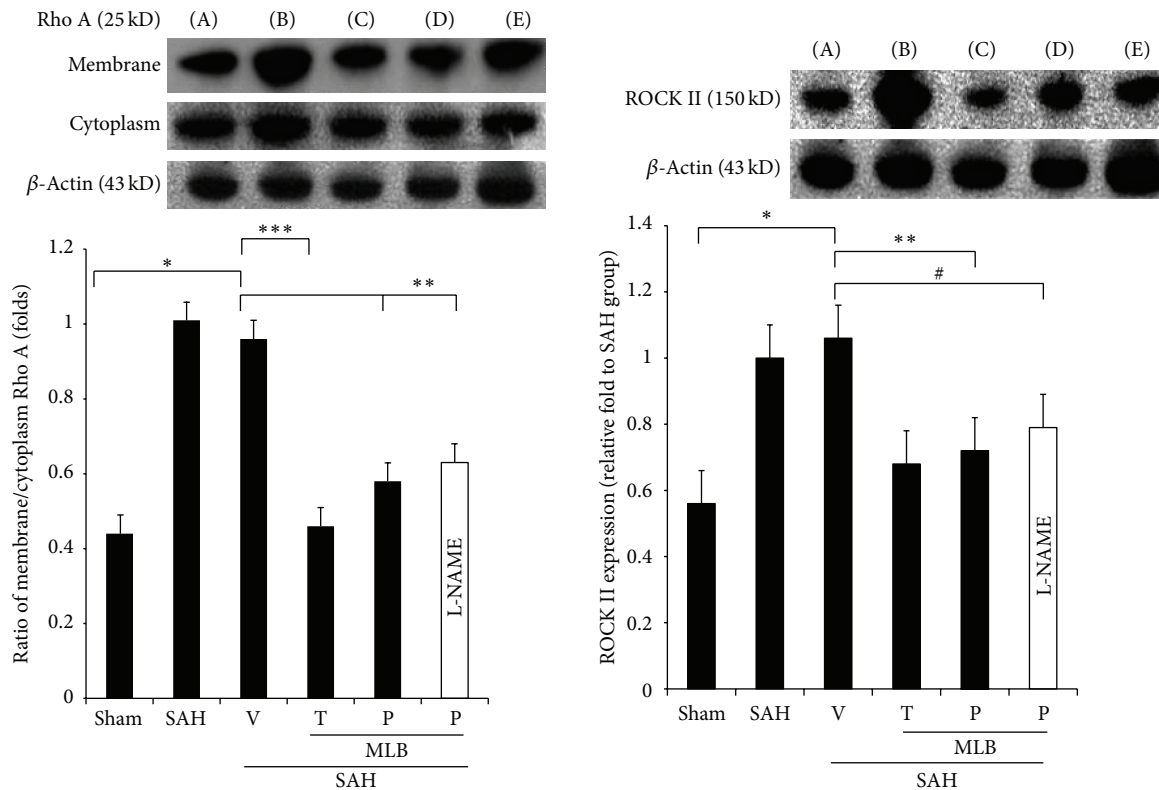 Rho A (25 kD) (A) (B) (C) (D) (E)
Membrane
Cytoplasm
β-Actin (43 kD)
***
*
**
Ratio of membrane/cytoplasm Rho A (folds)
1.2
1
0.8
0.6
0.4
0.2
0
L-NAME
Sham SAH V T P P
MLB
SAH
(A) (B) (C) (D) (E)
ROCK II (150 kD)
β-Actin (43 kD)
*
**
#
ROCK II expression (relative fold to SAH group)
1.4
1.2
1
0.8
0.6
0.4
0.2
0
L-NAME
Sham SAH V T P P
MLB
SAH